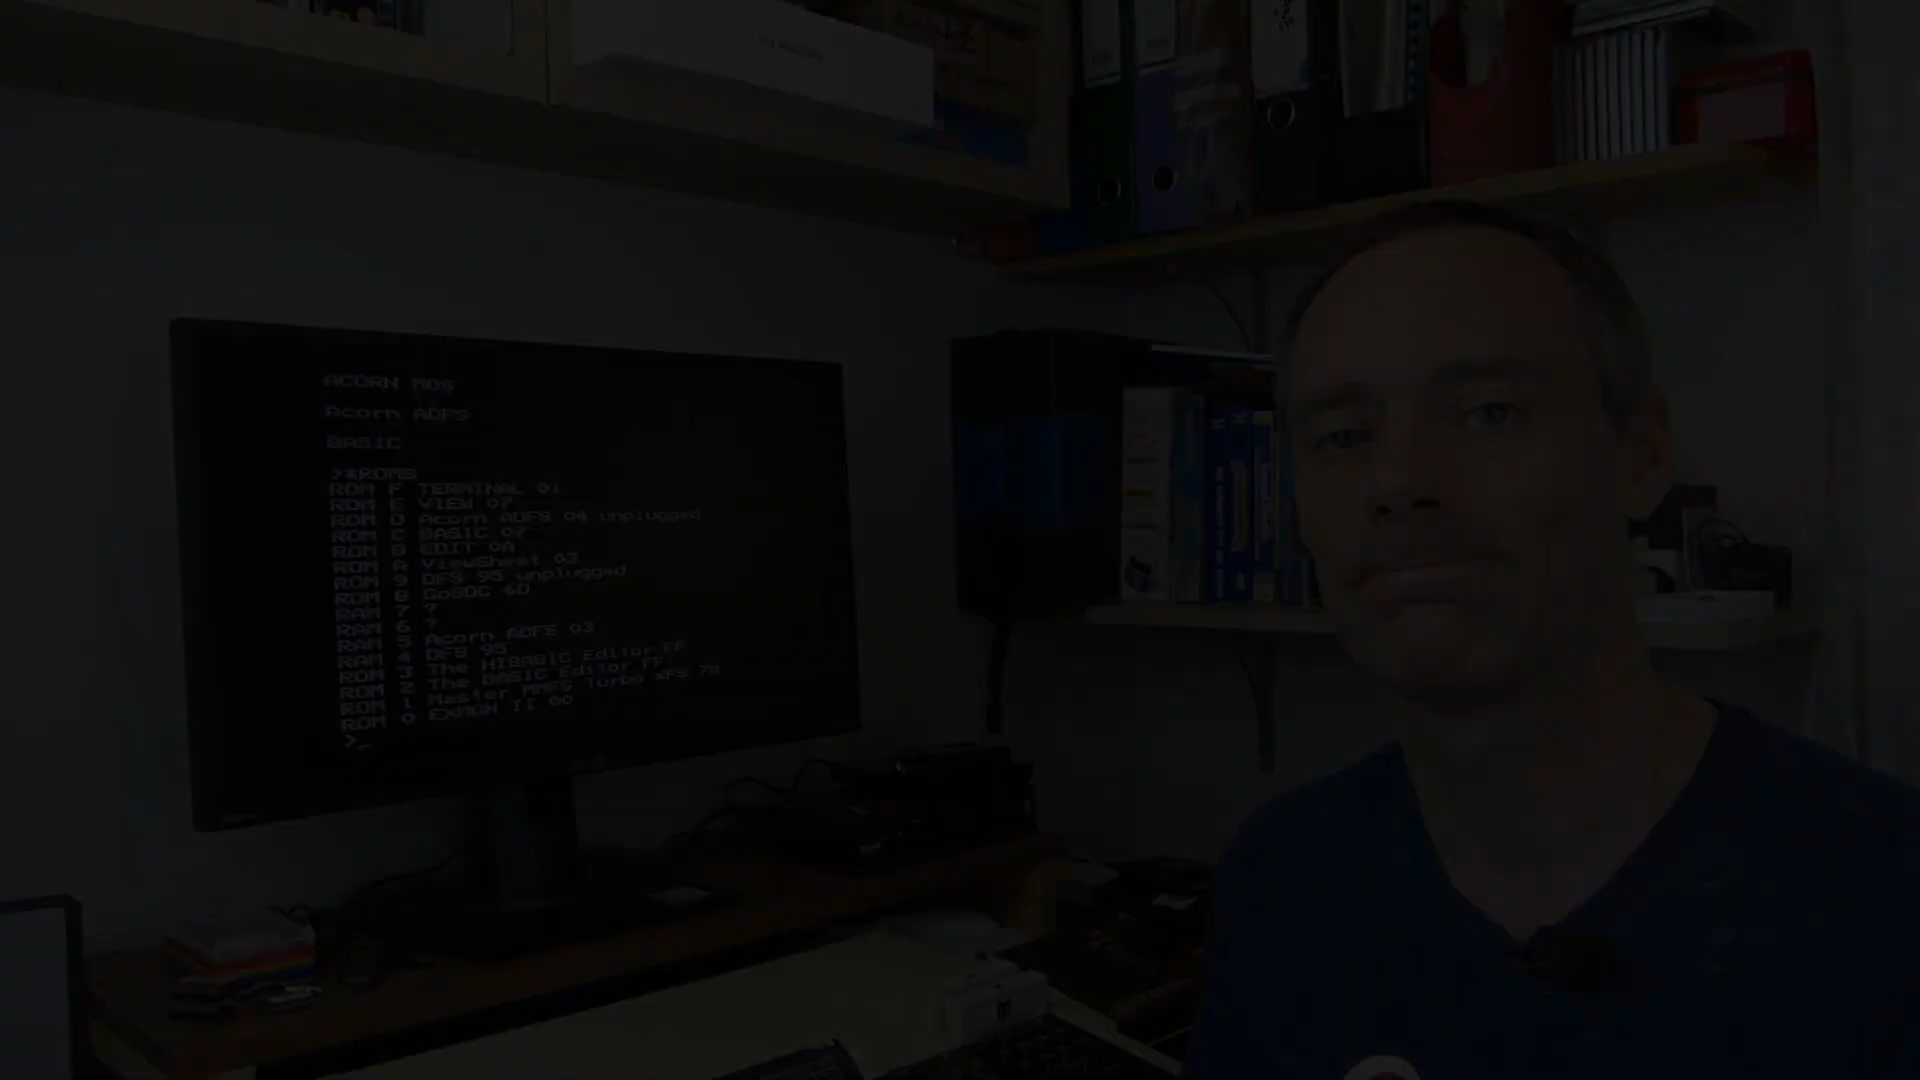 ACORN MOS
Acorn ADFS
BASIC
>*ROMS
ROM F TERMINAL 01
ROM E VIEW 07
ROM D Acorn ADFS 04 unplugged
ROM C BASIC 07
ROM B EDIT 0A
ROM A ViewSheet 03
ROM 9 DFS 95 unplugged
ROM 8 GoSDC 6D
RAM 7 ?
RAM 6 ?
RAM 5 Acorn ADFS 03
RAM 4 DFS 95
ROM 3 The HIBASIC Editor FF
ROM 2 The BASIC Editor FF
ROM 1 Master MMFS Turbo xFS 78
ROM 0 EXMON II 00
>_